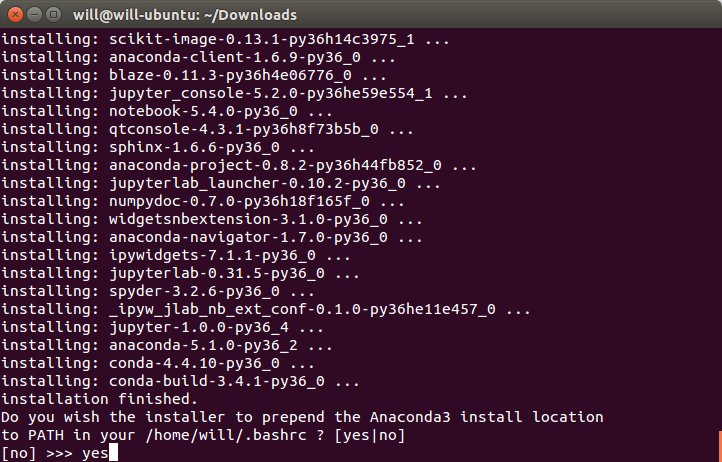 will@will-ubuntu: ~/Downloads
installing: scikit-image-0.13.1-py36h14c3975_1 ...
installing: anaconda-client-1.6.9-py36_0 ...
installing: blaze-0.11.3-py36h4e06776_0 ...
installing: jupyter_console-5.2.0-py36he59e554_1 ...
installing: notebook-5.4.0-py36_0 ...
installing: qtconsole-4.3.1-py36h8f73b5b_0 ...
installing: sphinx-1.6.6-py36_0 ...
installing: anaconda-project-0.8.2-py36h44fb852_0 ...
installing: jupyterlab_launcher-0.10.2-py36_0 ...
installing: numpydoc-0.7.0-py36h18f165f_0 ...
installing: widgetsnbextension-3.1.0-py36_0 ...
installing: anaconda-navigator-1.7.0-py36_0 ...
installing: ipywidgets-7.1.1-py36_0 ...
installing: jupyterlab-0.31.5-py36_0 ...
installing: spyder-3.2.6-py36_0 ...
installing: _ipyw_jlab_nb_ext_conf-0.1.0-py36he11e457_0 ...
installing: jupyter-1.0.0-py36_4 ...
installing: anaconda-5.1.0-py36_2 ...
installing: conda-4.4.10-py36_0 ...
installing: conda-build-3.4.1-py36_0 ...
installation finished.
Do you wish the installer to prepend the Anaconda3 install location
to PATH in your /home/will/.bashrc ? [yes|no]
[no] >>> yes